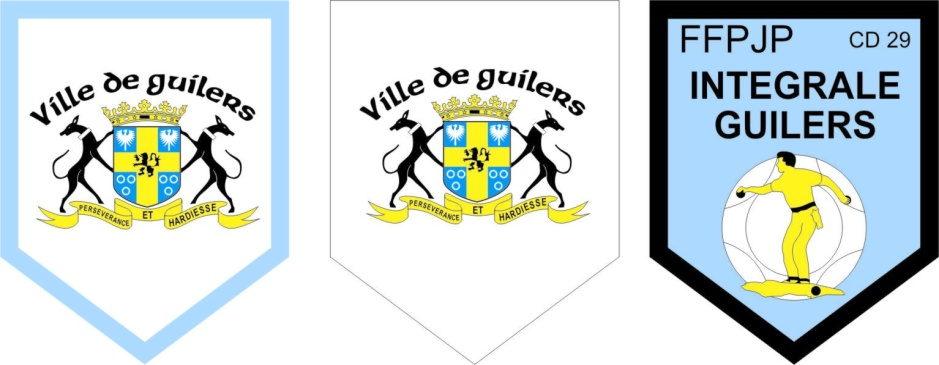 Ville de guilers
PERSEVERANCE ET HARDIESSE
Ville de guilers
PERSEVERANCE ET HARDIESSE
FFPJP CD 29
INTEGRALE
GUILERS